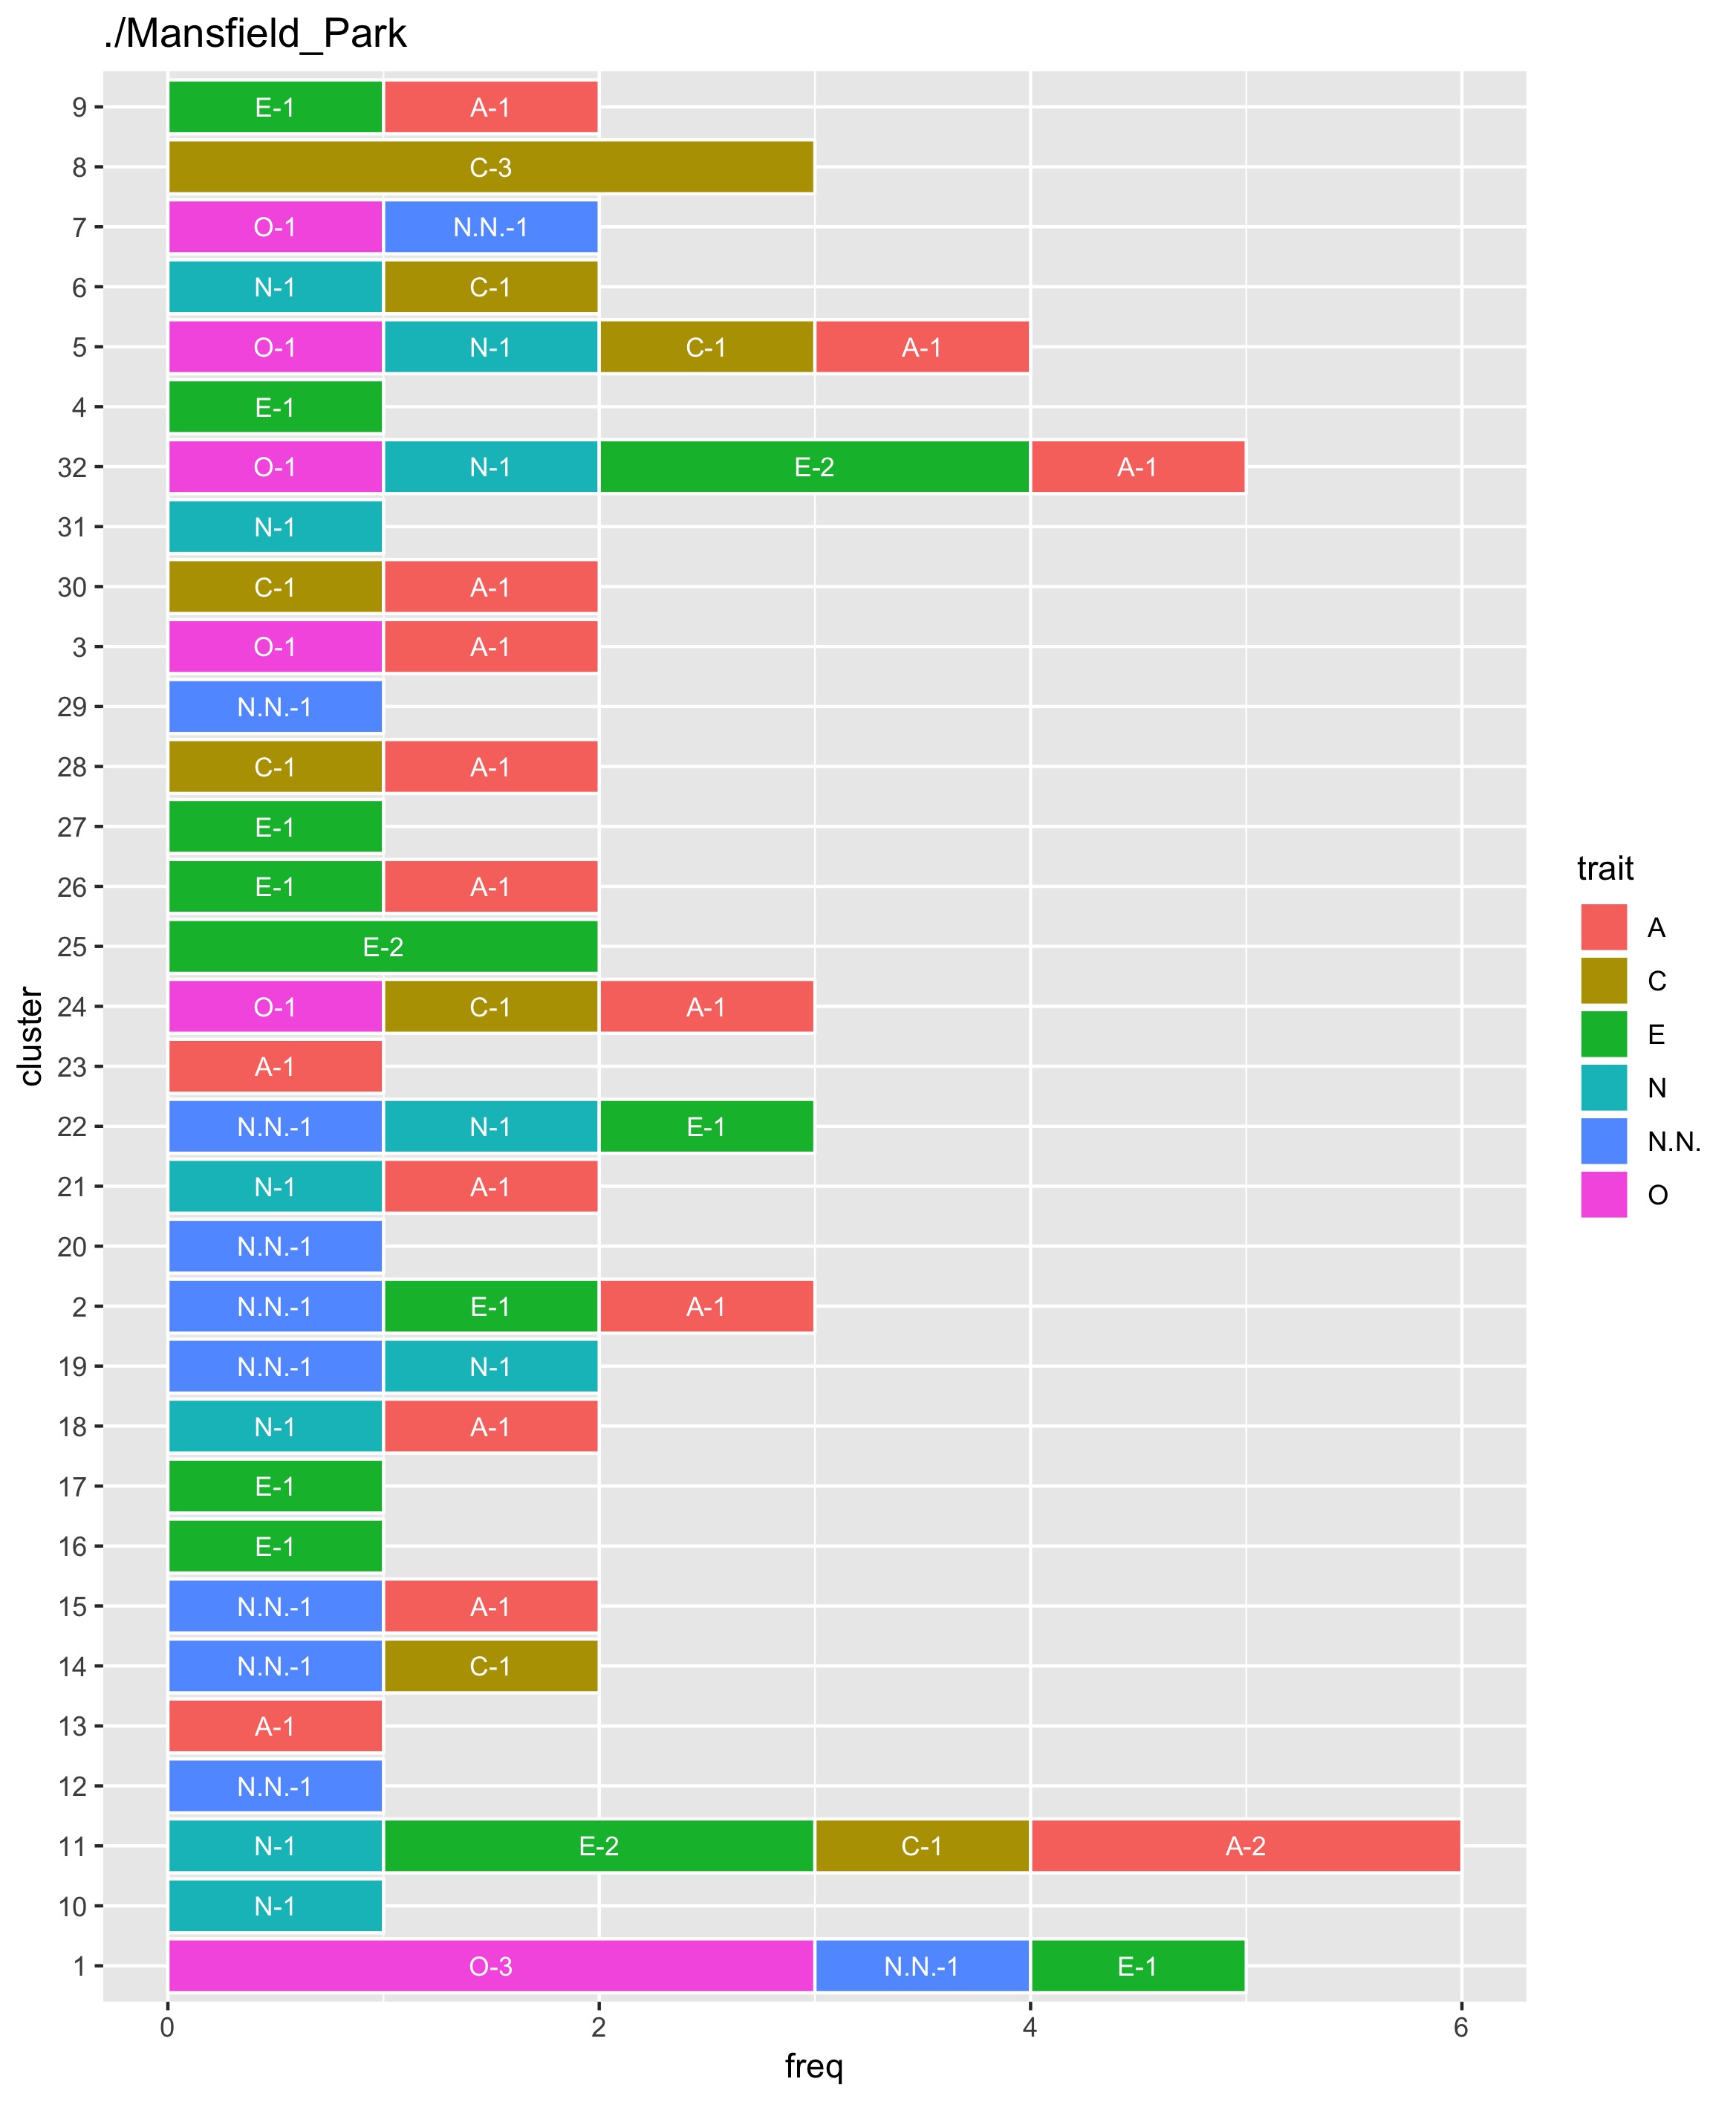 ./Mansfield_Park
9 E-1 A-1
8 C-3
7 O-1 N.N.-1
6 N-1 C-1
5 O-1 N-1 C-1 A-1
4 E-1
32 O-1 N-1 E-2 A-1
31 N-1
30 C-1 A-1
3 O-1 A-1
29 N.N.-1
28 C-1 A-1
27 E-1
26 E-1 A-1
25 E-2
24 O-1 C-1 A-1
23 A-1
22 N.N.-1 N-1 E-1
21 N-1 A-1
20 N.N.-1
2 N.N.-1 E-1 A-1
19 N.N.-1 N-1
18 N-1 A-1
17 E-1
16 E-1
15 N.N.-1 A-1
14 N.N.-1 C-1
13 A-1
12 N.N.-1
11 N-1 E-2 C-1 A-2
10 N-1
1 O-3 N.N.-1 E-1
0 2 4 6
freq
cluster
trait
A
C
E
N
N.N.
O